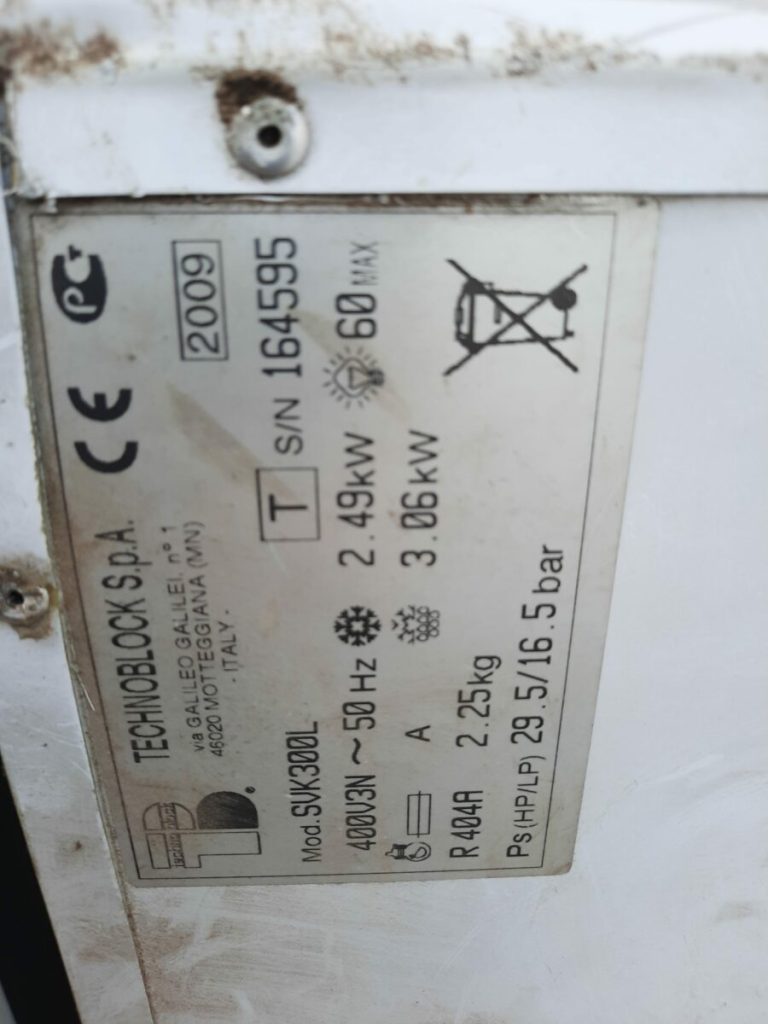 TECHNOBLOCK S.p.A.
via GALILEO GALILEI, n° 1
46020 MOTTEGGIANA (MN)
- ITALY -
CE
2009
Mod. SVK300L
T
S/N 164595
400V3N ~ 50 Hz
2.49kW
60 MAX
A
3.06kW
R 404A 2.25kg
Ps (HP/LP) 29.5/16.5 bar